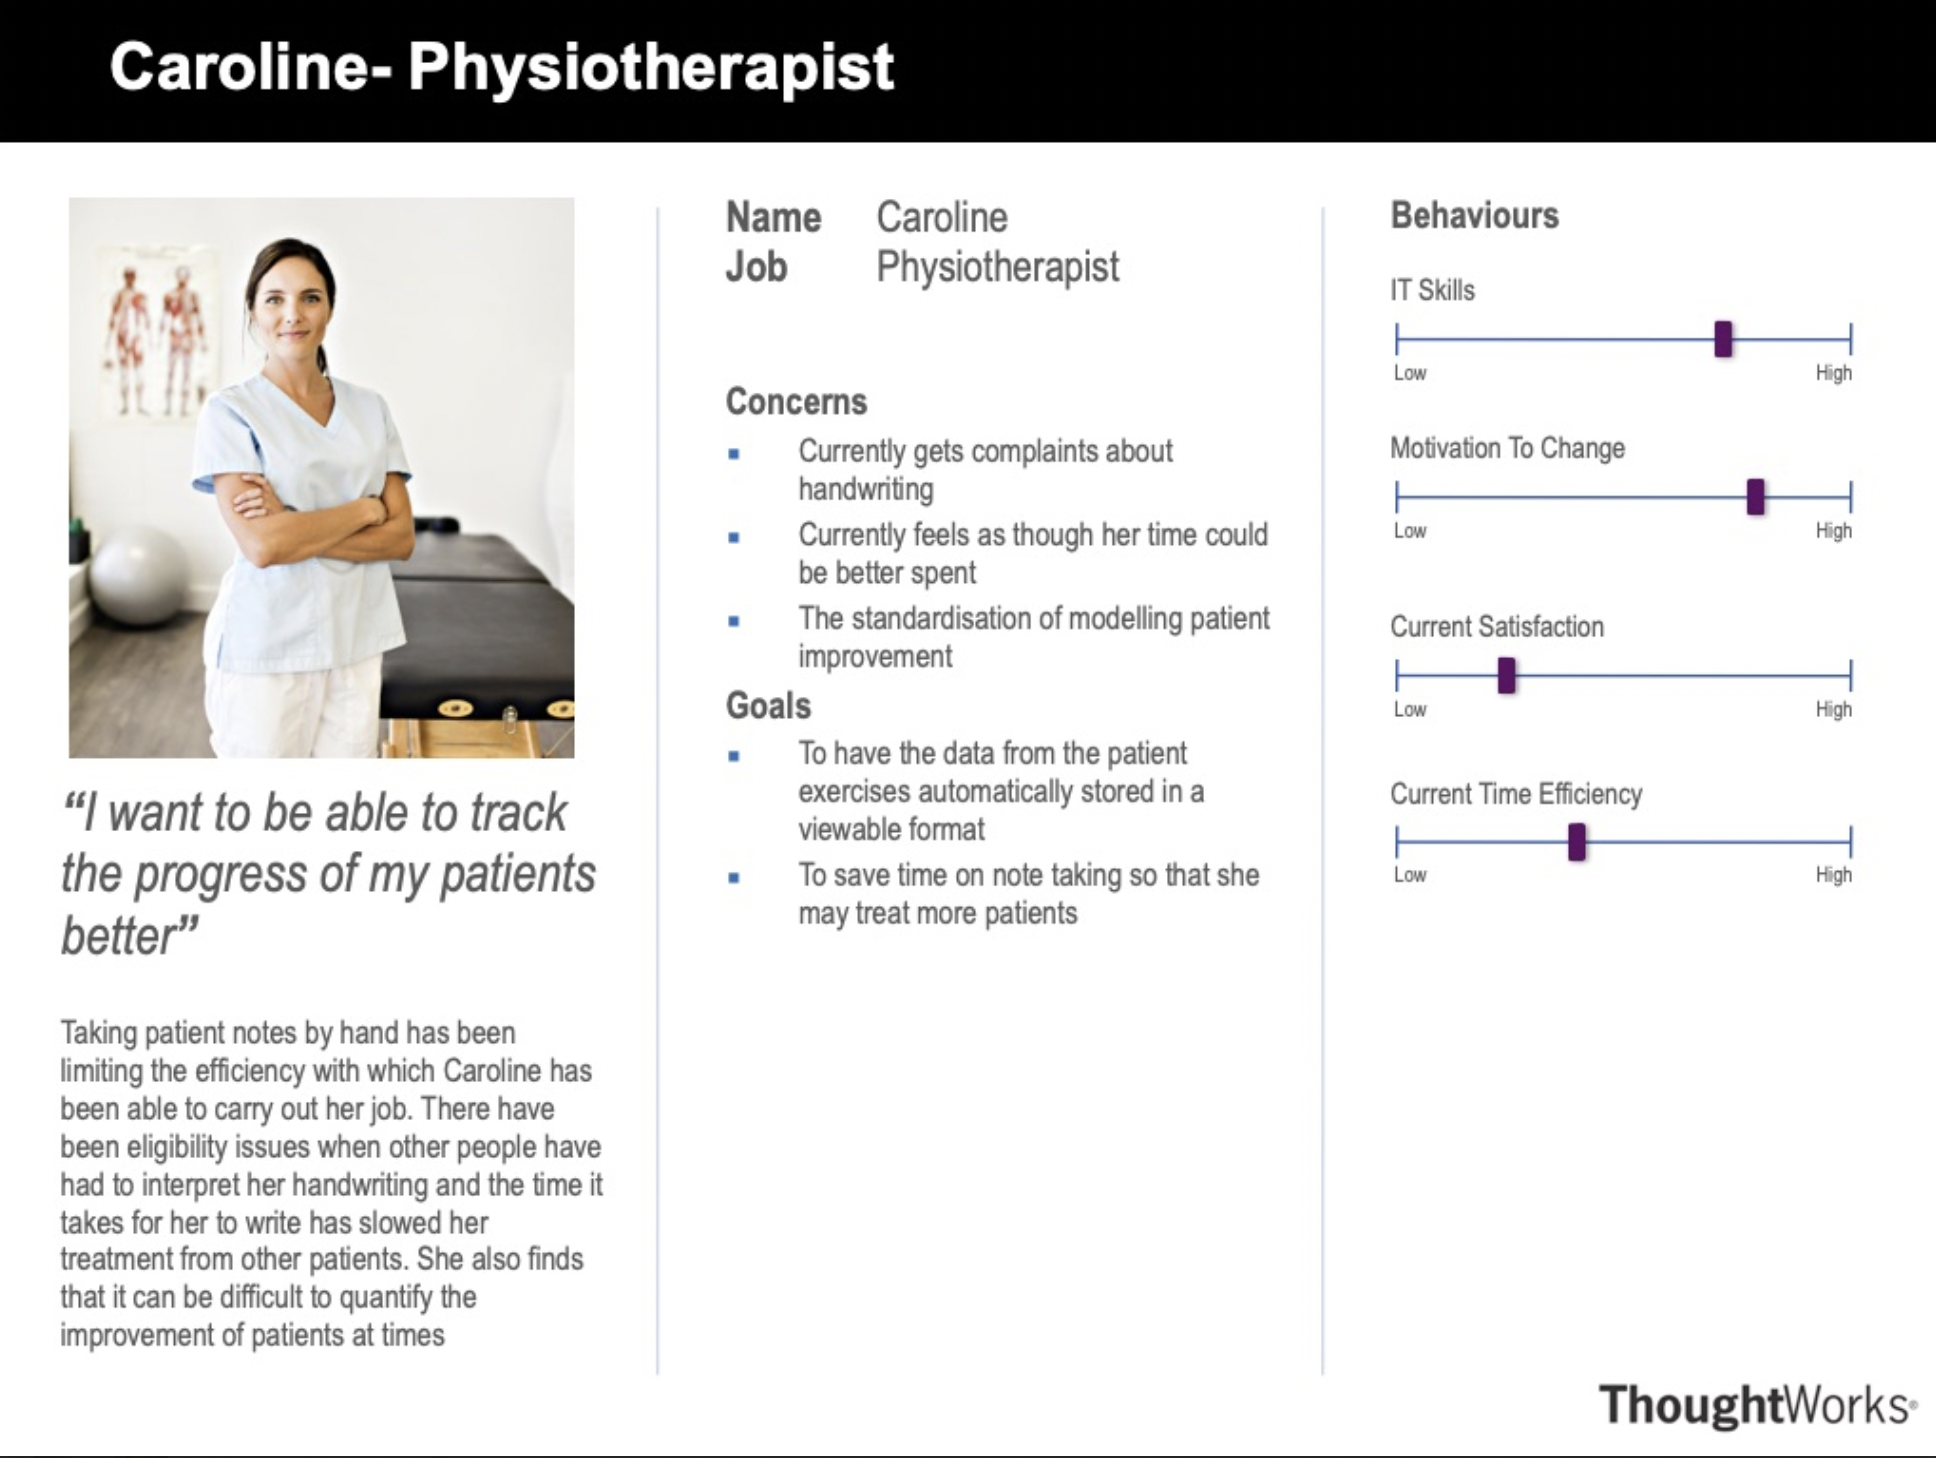 Caroline- Physiotherapist
“I want to be able to track
the progress of my patients
better”
Taking patient notes by hand has been
limiting the efficiency with which Caroline has
been able to carry out her job. There have
been eligibility issues when other people have
had to interpret her handwriting and the time it
takes for her to write has slowed her
treatment from other patients. She also finds
that it can be difficult to quantify the
improvement of patients at times
Name Caroline
Job Physiotherapist
Concerns
Currently gets complaints about
handwriting
Currently feels as though her time could
be better spent
The standardisation of modelling patient
improvement
Goals
To have the data from the patient
exercises automatically stored in a
viewable format
To save time on note taking so that she
may treat more patients
Behaviours
IT Skills
Low High
Motivation To Change
Low High
Current Satisfaction
Low High
Current Time Efficiency
Low High
ThoughtWorks®